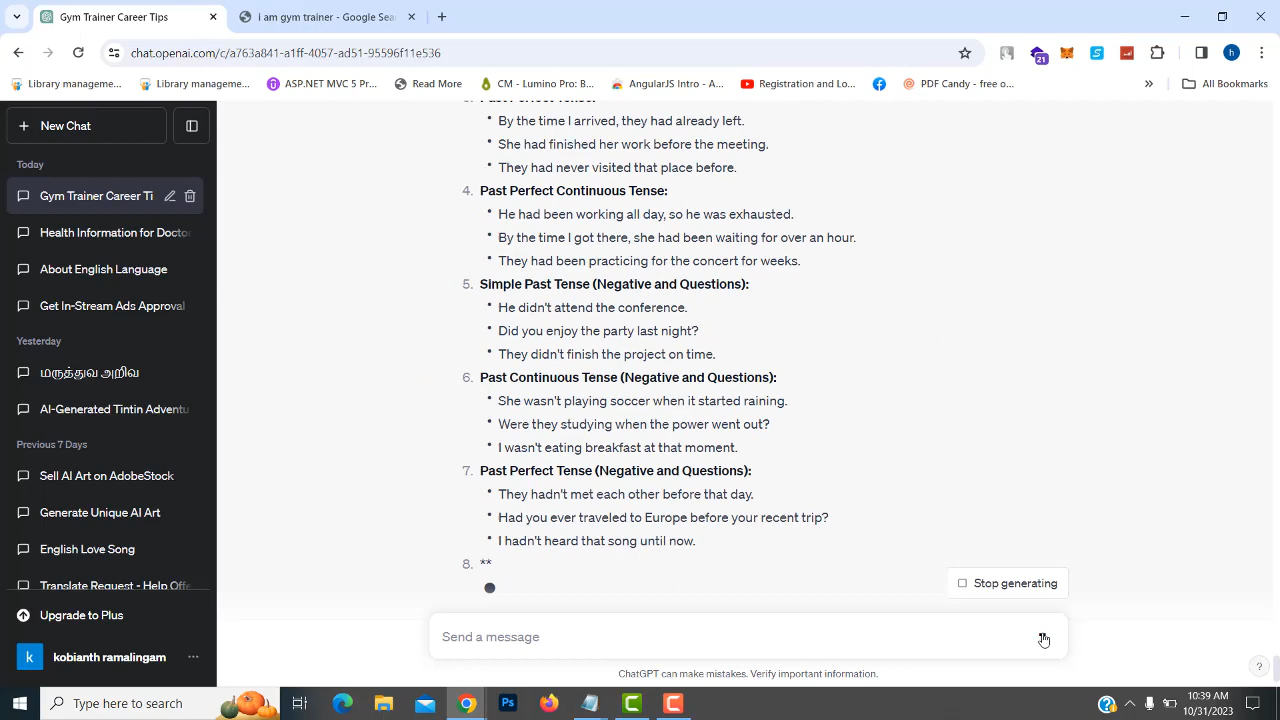 Gym Trainer Career Tips
I am gym trainer - Google Sea
chat.openai.com/c/a763a841-a1ff-4057-ad51-95596f11e536
21
h
Library manageme...
Library manageme...
ASP.NET MVC 5 Pr...
Read More
CM - Lumino Pro: B...
AngularJS Intro - A...
Registration and Lo...
PDF Candy - free o...
»
All Bookmarks
New Chat
Today
Gym Trainer Career Ti
Health Information for Docto
About English Language
Get In-Stream Ads Approval
Yesterday
மருத்துவ அறிவு
AI-Generated Tintin Adventu
Previous 7 Days
Sell AI Art on AdobeStock
Generate Unique AI Art
English Love Song
Translate Request - Help Offe
Upgrade to Plus
k
kobianth ramalingam
...
Past Perfect Tense:
• By the time I arrived, they had already left.
• She had finished her work before the meeting.
• They had never visited that place before.
4. Past Perfect Continuous Tense:
• He had been working all day, so he was exhausted.
• By the time I got there, she had been waiting for over an hour.
• They had been practicing for the concert for weeks.
5. Simple Past Tense (Negative and Questions):
• He didn't attend the conference.
• Did you enjoy the party last night?
• They didn't finish the project on time.
6. Past Continuous Tense (Negative and Questions):
• She wasn't playing soccer when it started raining.
• Were they studying when the power went out?
• I wasn't eating breakfast at that moment.
7. Past Perfect Tense (Negative and Questions):
• They hadn't met each other before that day.
• Had you ever traveled to Europe before your recent trip?
• I hadn't heard that song until now.
8. **
Stop generating
Send a message
ChatGPT can make mistakes. Verify important information.
?
Type here to search
Ps
10:39 AM
10/31/2023